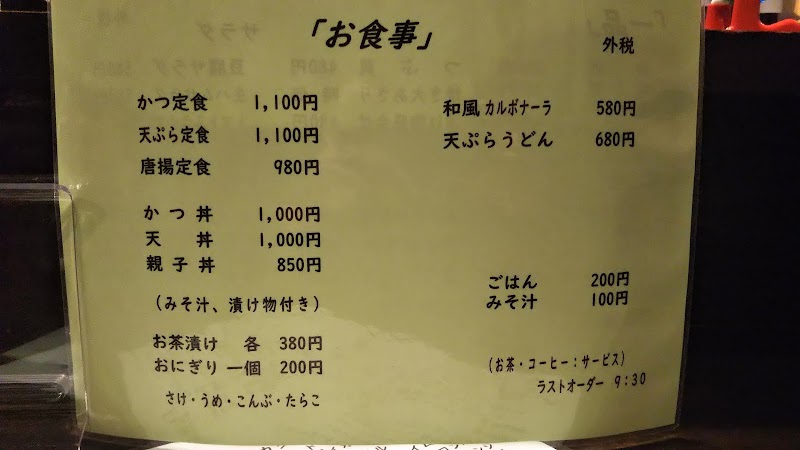 「お食事」
外税
かつ定食 1,100円
天ぷら定食 1,100円
唐揚定食 980円
かつ丼 1,000円
天丼 1,000円
親子丼 850円
(みそ汁、漬け物付き)
お茶漬け 各 380円
おにぎり 一個 200円
さけ・うめ・こんぶ・たらこ
和風カルボナーラ 580円
天ぷらうどん 680円
ごはん 200円
みそ汁 100円
(お茶・コーヒー:サービス)
ラストオーダー 9:30